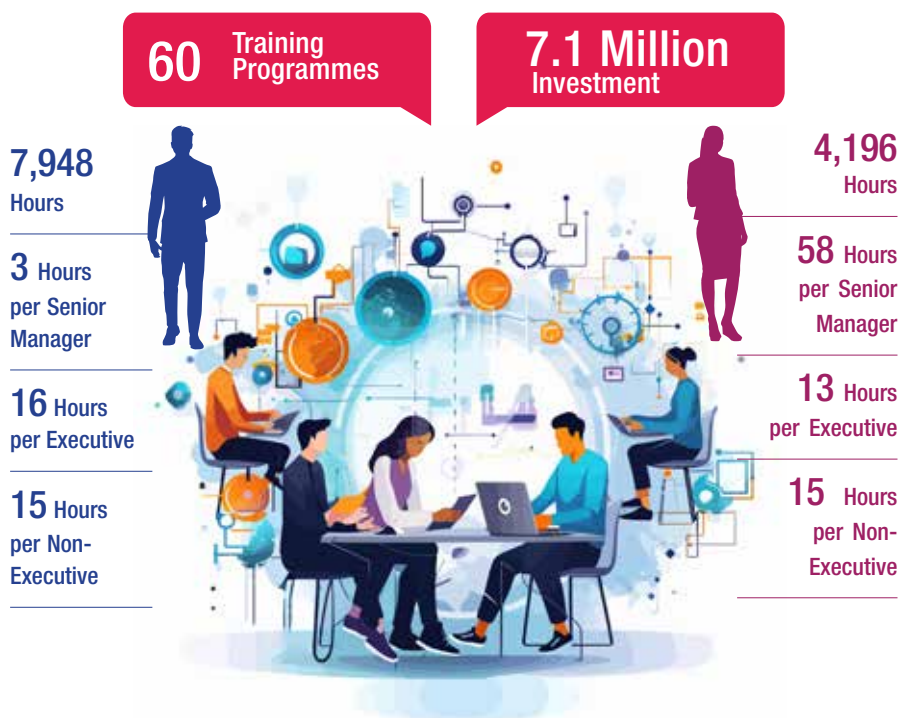 60 Training
Programmes
7.1 Million
Investment
7,948
Hours
3 Hours
per Senior
Manager
16 Hours
per Executive
15 Hours
per Non-
Executive
4,196
Hours
58 Hours
per Senior
Manager
13 Hours
per Executive
15 Hours
per Non-
Executive